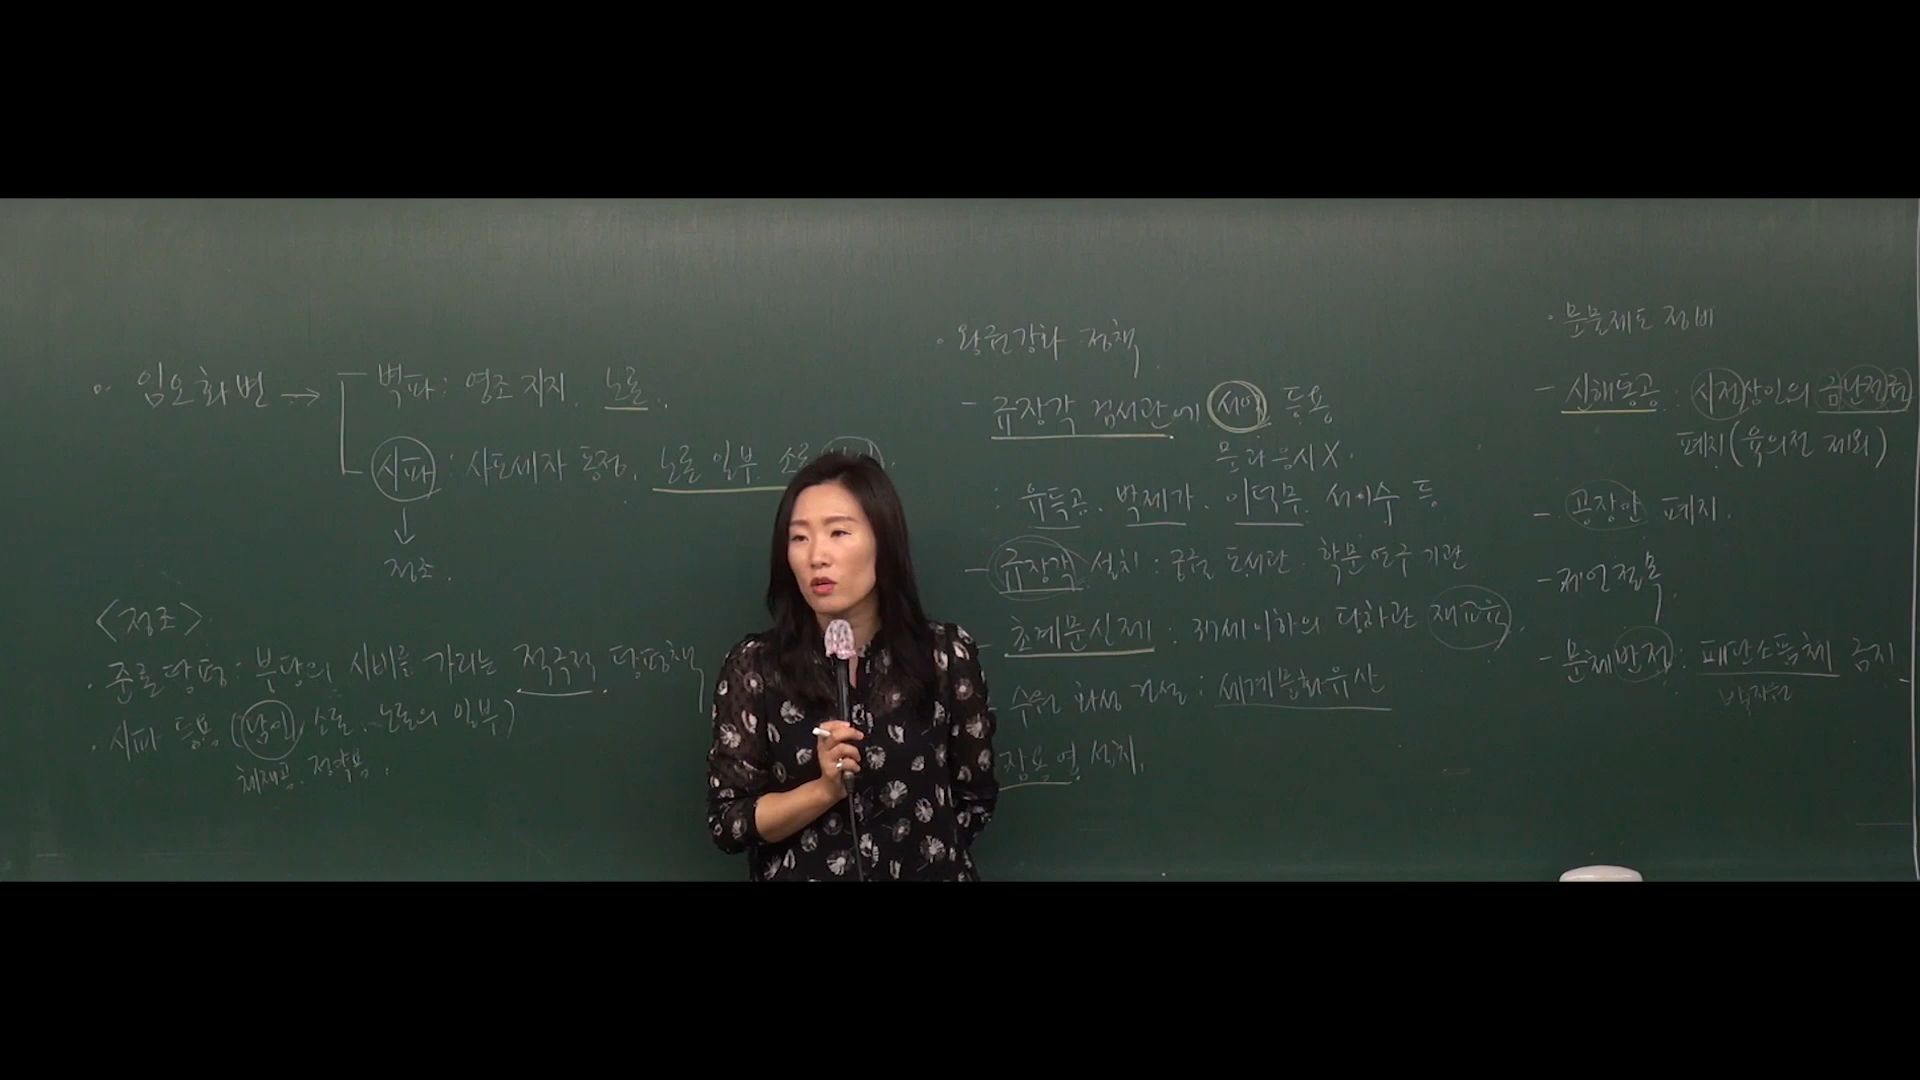 임오화변 → 벽파 : 영조 지지. 노론.
시파 : 사도세자 동정. 노론 일부. 소론
↓
정조.
<정조>
· 준론탕평 : 붕당의 시비를 가리는 적극적 탕평책
· 시파 등용 (남인, 소론, 노론의 일부)
채제공, 정약용.
· 왕권강화 정책
- 규장각 검서관에 서얼 등용
문과 응시 X.
: 유득공, 박제가, 이덕무, 서이수 등
- 규장각 설치 : 궁궐 도서관. 학문 연구 기관
- 초계문신제 : 37세이하의 당하관 재교육.
- 수원 화성 건설 : 세계문화유산
장용영 설치.
· 문물제도 정비
- 신해통공 : 시전상인의 금난전권
폐지 (육의전 제외)
- 공장안 폐지.
- 제언절목.
- 문체반정 : 패관소품체 금지
박지원